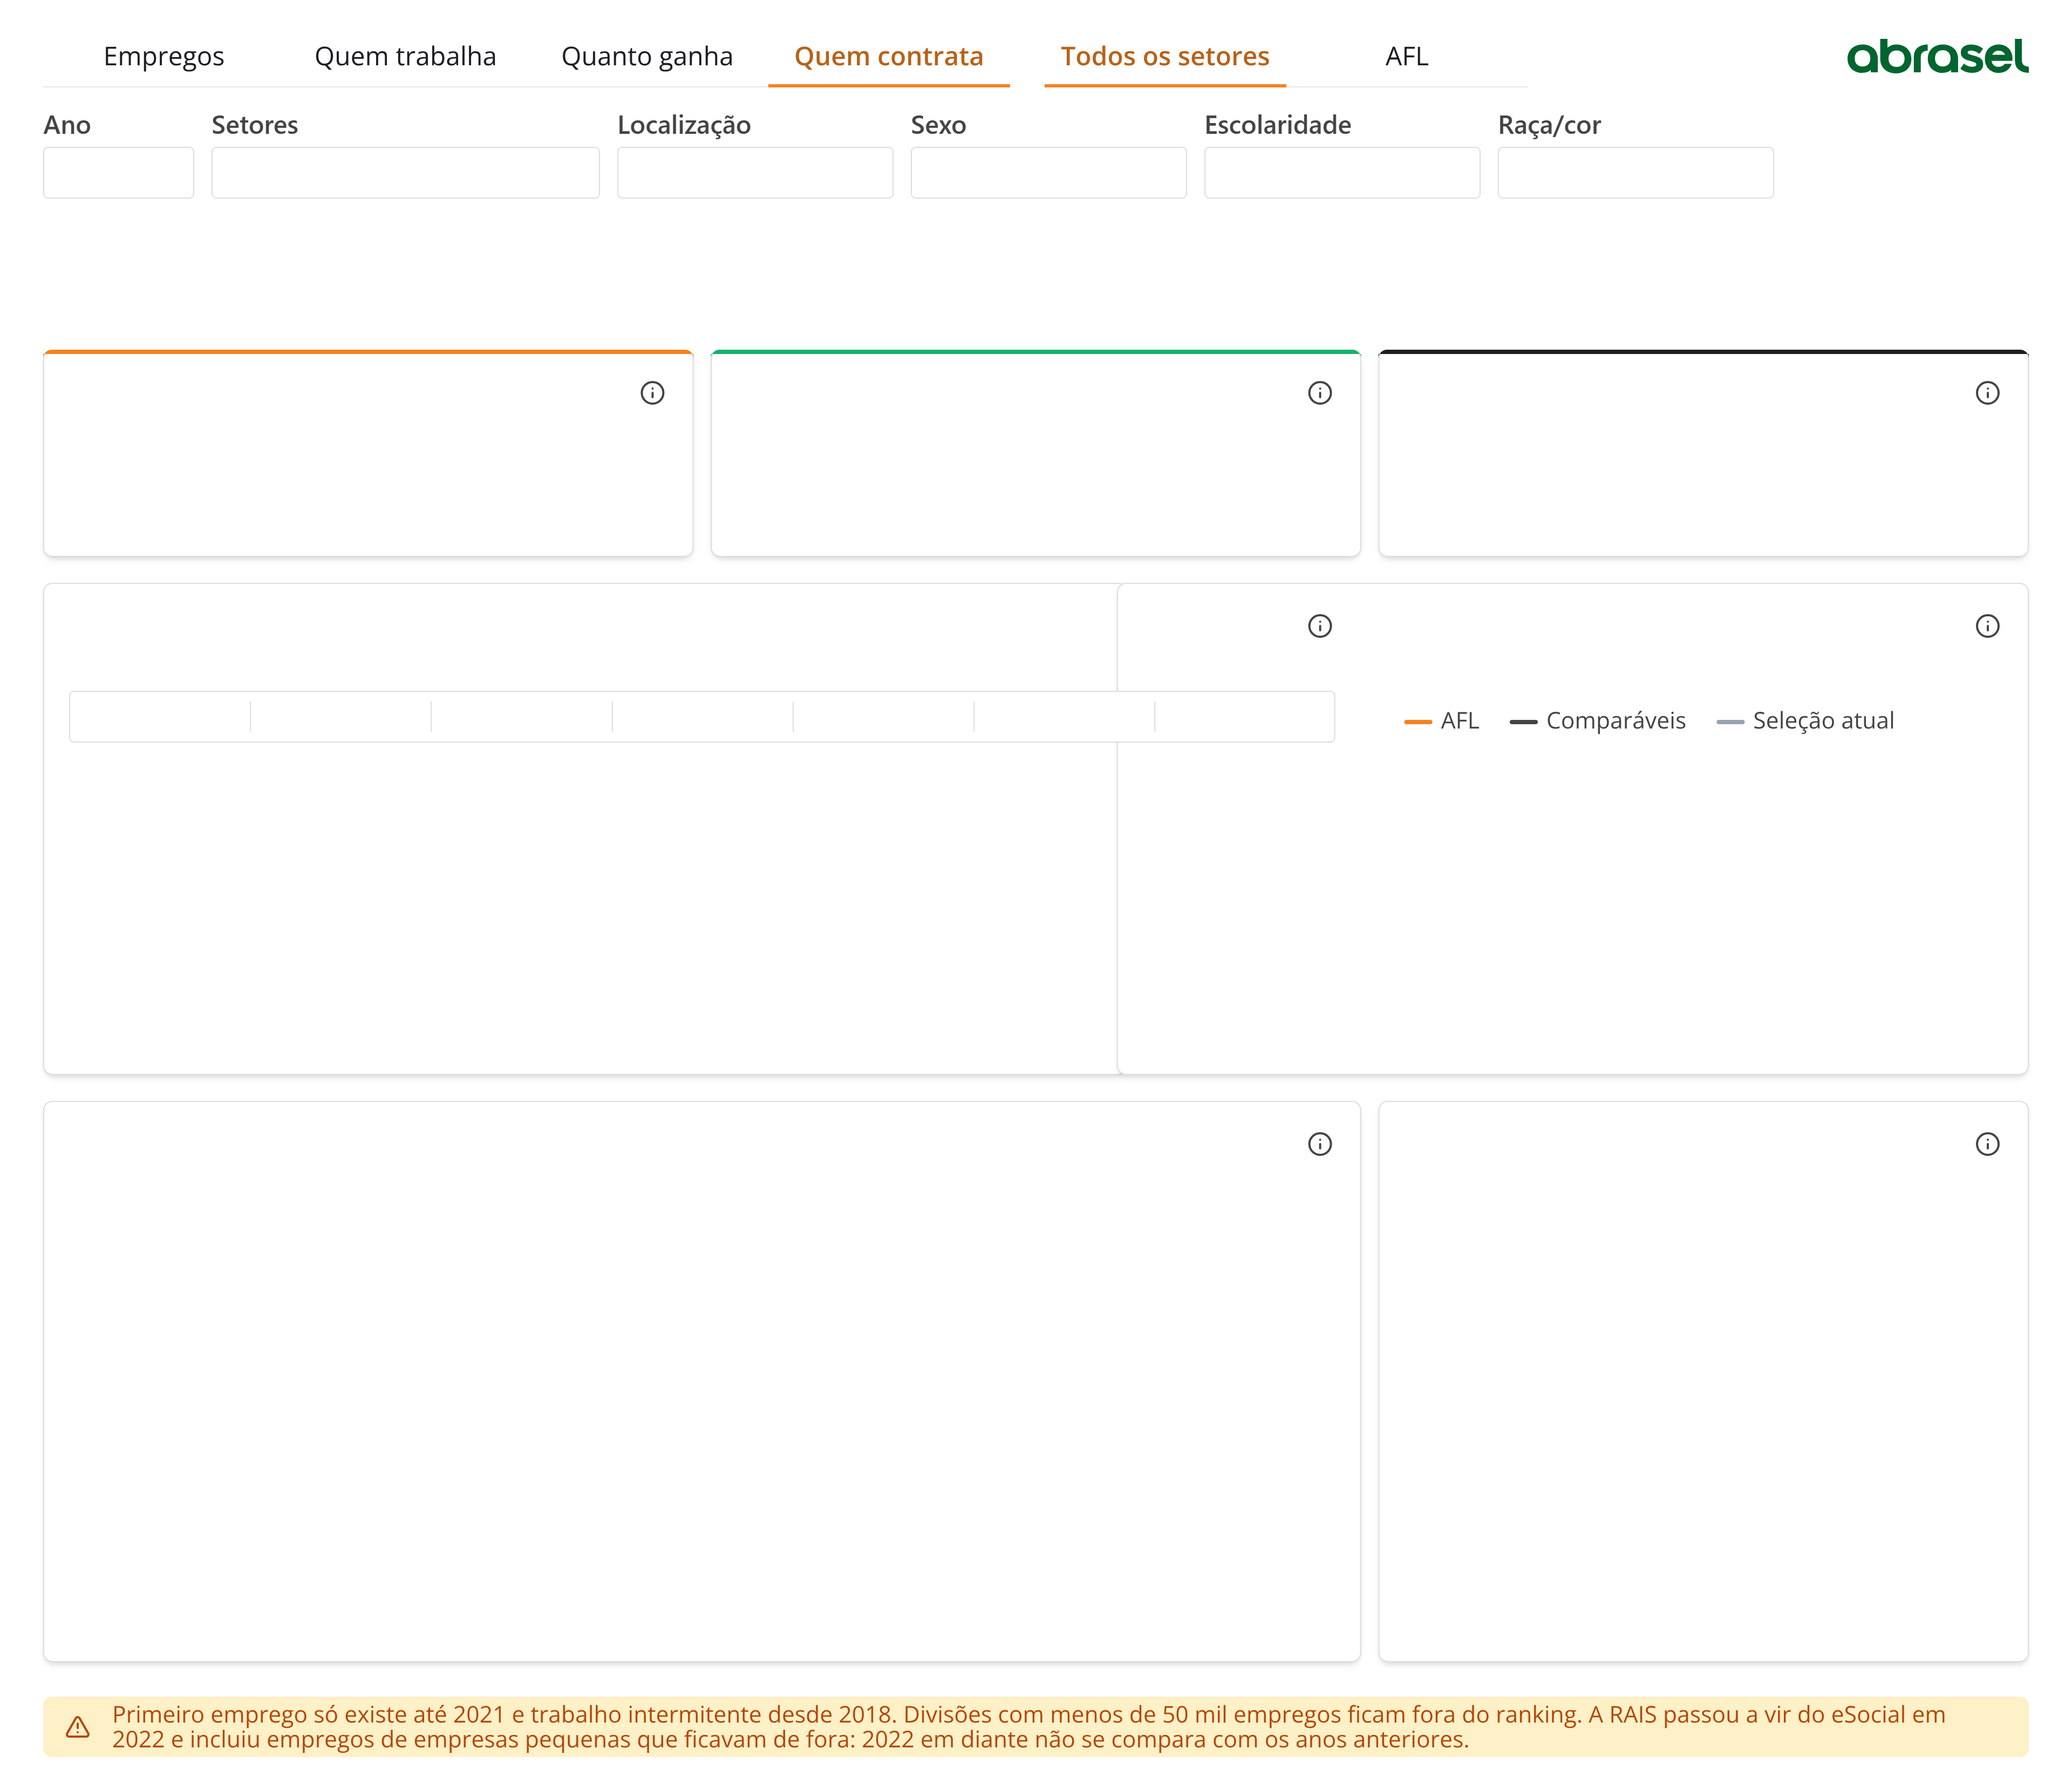 Empregos
Quem trabalha
Quanto ganha
Quem contrata
Todos os setores
AFL
abrasel
Ano
Setores
Localização
Sexo
Escolaridade
Raça/cor
AFL
Comparáveis
Seleção atual
Primeiro emprego só existe até 2021 e trabalho intermitente desde 2018. Divisões com menos de 50 mil empregos ficam fora do ranking. A RAIS passou a vir do eSocial em
2022 e incluiu empregos de empresas pequenas que ficavam de fora: 2022 em diante não se compara com os anos anteriores.